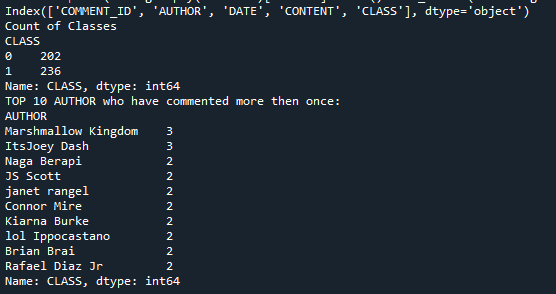 Index(['COMMENT_ID', 'AUTHOR', 'DATE', 'CONTENT', 'CLASS'], dtype='object')
Count of Classes
CLASS
0    202
1    236
Name: CLASS, dtype: int64
TOP 10 AUTHOR who have commented more then once:
AUTHOR
Marshmallow Kingdom    3
ItsJoey Dash           3
Naga Berapi            2
JS Scott               2
janet rangel           2
Connor Mire            2
Kiarna Burke           2
lol Ippocastano        2
Brian Brai             2
Rafael Diaz Jr         2
Name: CLASS, dtype: int64